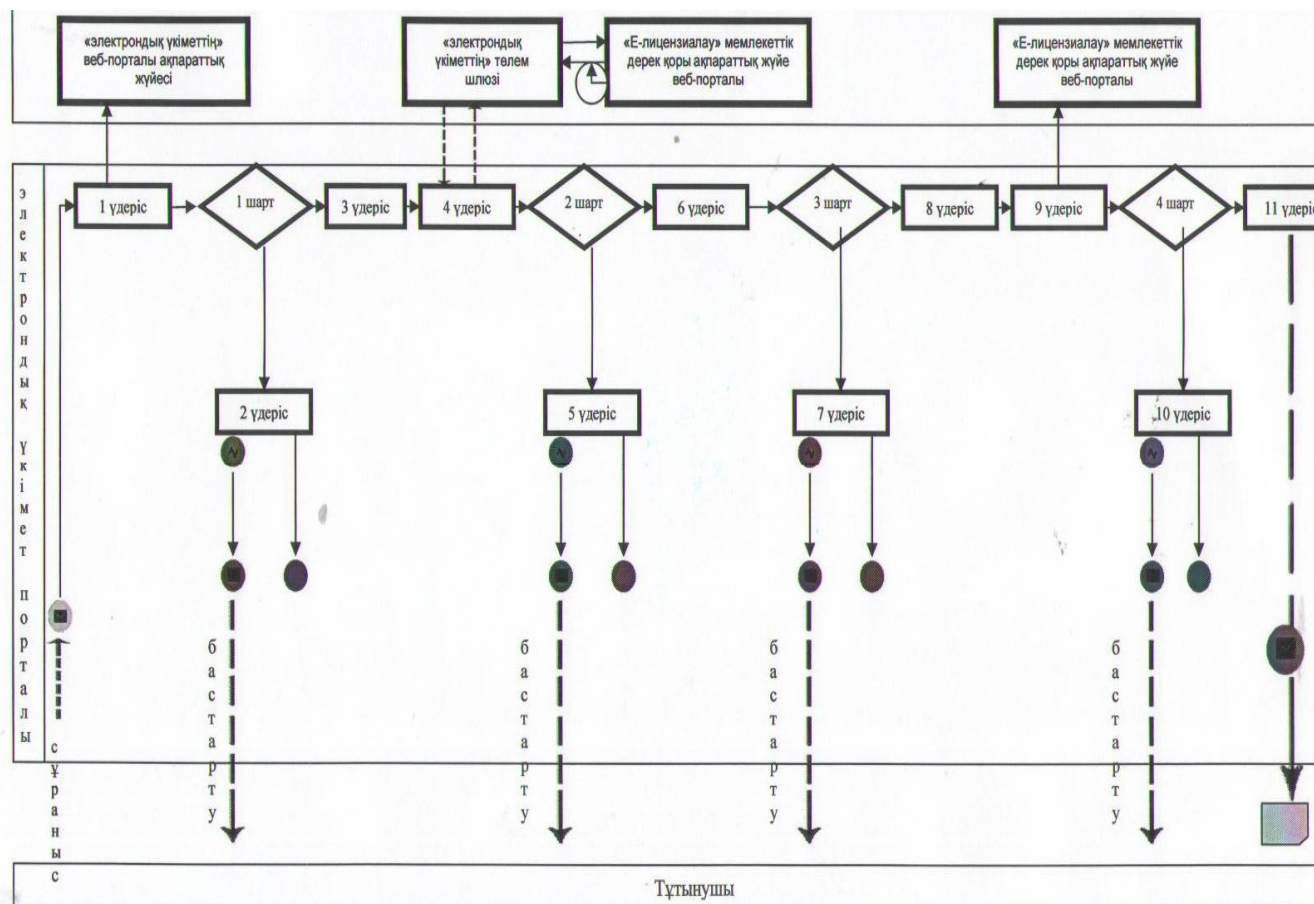 «электрондық үкіметтің»
веб-порталы ақпараттық
жүйесі
«электрондық
үкіметтің» төлем
шлюзі
«Е-лицензиалау» мемлекеттік
дерек қоры ақпараттық жүйе
веб-порталы
«Е-лицензиалау» мемлекеттік
дерек қоры ақпараттық жүйе
веб-порталы
электрондық үкімет порталы
1 үдеріс
1 шарт
3 үдеріс
4 үдеріс
2 шарт
6 үдеріс
3 шарт
8 үдеріс
9 үдеріс
4 шарт
11 үдеріс
2 үдеріс
5 үдеріс
7 үдеріс
10 үдеріс
сұраныс
бастарту
бастарту
бастарту
бастарту
Тұтынушы